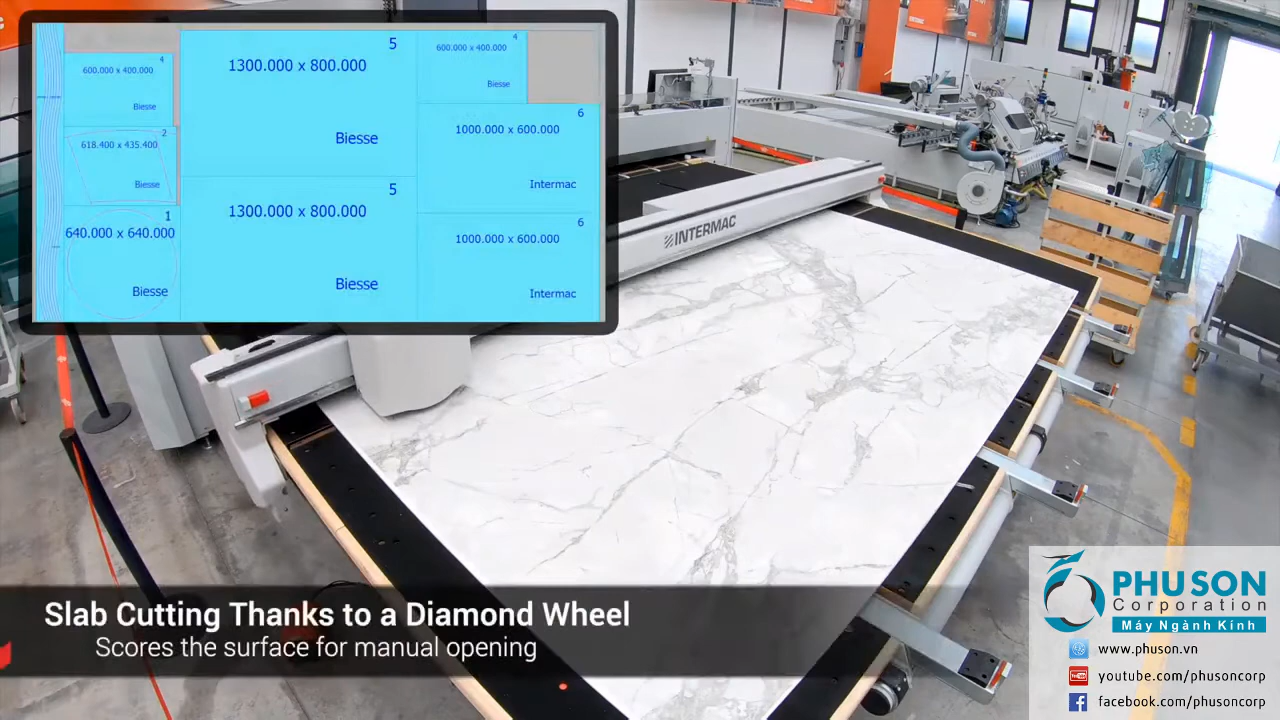 4
600.000 x 400.000
Biesse
2
618.400 x 435.400
Biesse
1
640.000 x 640.000
Biesse
5
1300.000 x 800.000
Biesse
5
1300.000 x 800.000
Biesse
4
600.000 x 400.000
Biesse
6
1000.000 x 600.000
Intermac
6
1000.000 x 600.000
Intermac
INTERMAC
Slab Cutting Thanks to a Diamond Wheel
Scores the surface for manual opening
PHUSON
Corporation
Máy Ngành Kính
www.phuson.vn
youtube.com/phusoncorp
facebook.com/phusoncorp